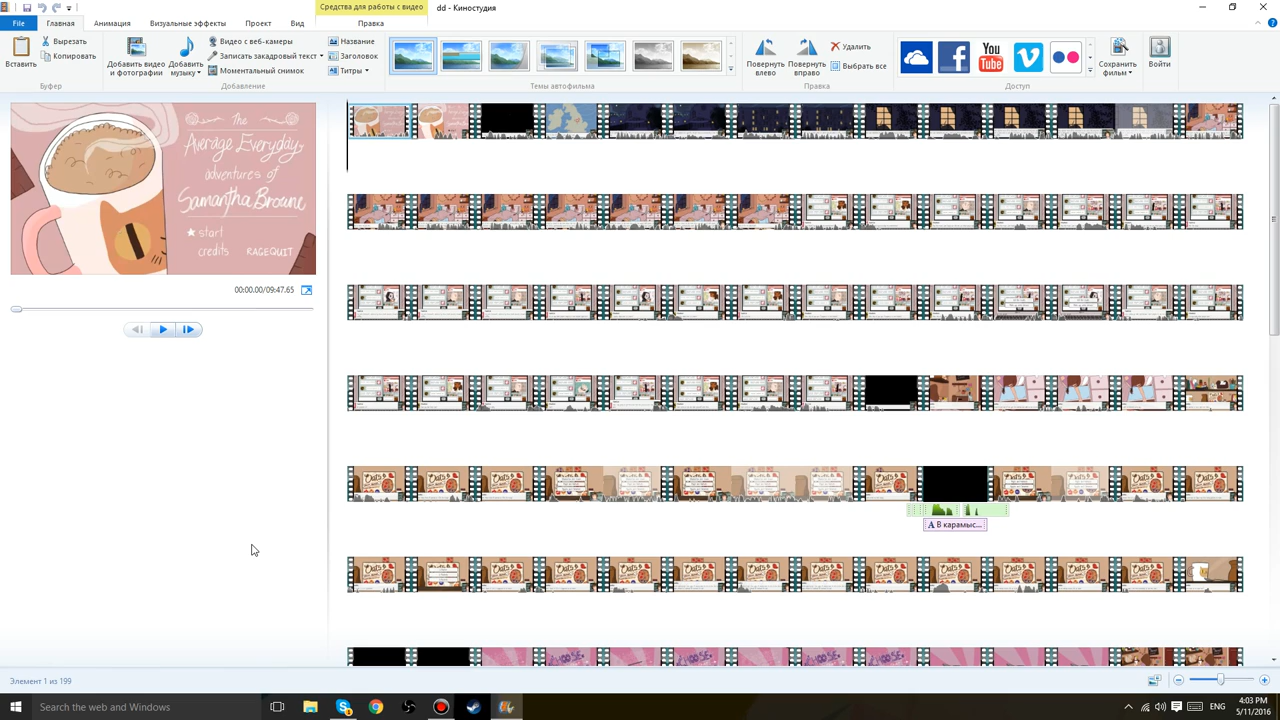 Средства для работы с видео
dd - Киностудия
File
Главная
Анимация
Визуальные эффекты
Проект
Вид
Правка
Вставить
Вырезать
Копировать
Буфер
Добавить видео
и фотографии
Добавить
музыку
Видео с веб-камеры
Записать закадровый текст
Моментальный снимок
Название
Заголовок
Титры
Добавление
Темы автофильма
Повернуть
влево
Повернуть
вправо
Удалить
Выбрать все
Правка
You
Tube
Доступ
Сохранить
фильм
Войти
The
Average Everyday
adventures of
Samantha Browne
start
credits RAGEQUIT
00:00.00/09:47.65
A В карамыс...
Элемент 1 из 199
Search the web and Windows
ENG
4:03 PM
5/11/2016